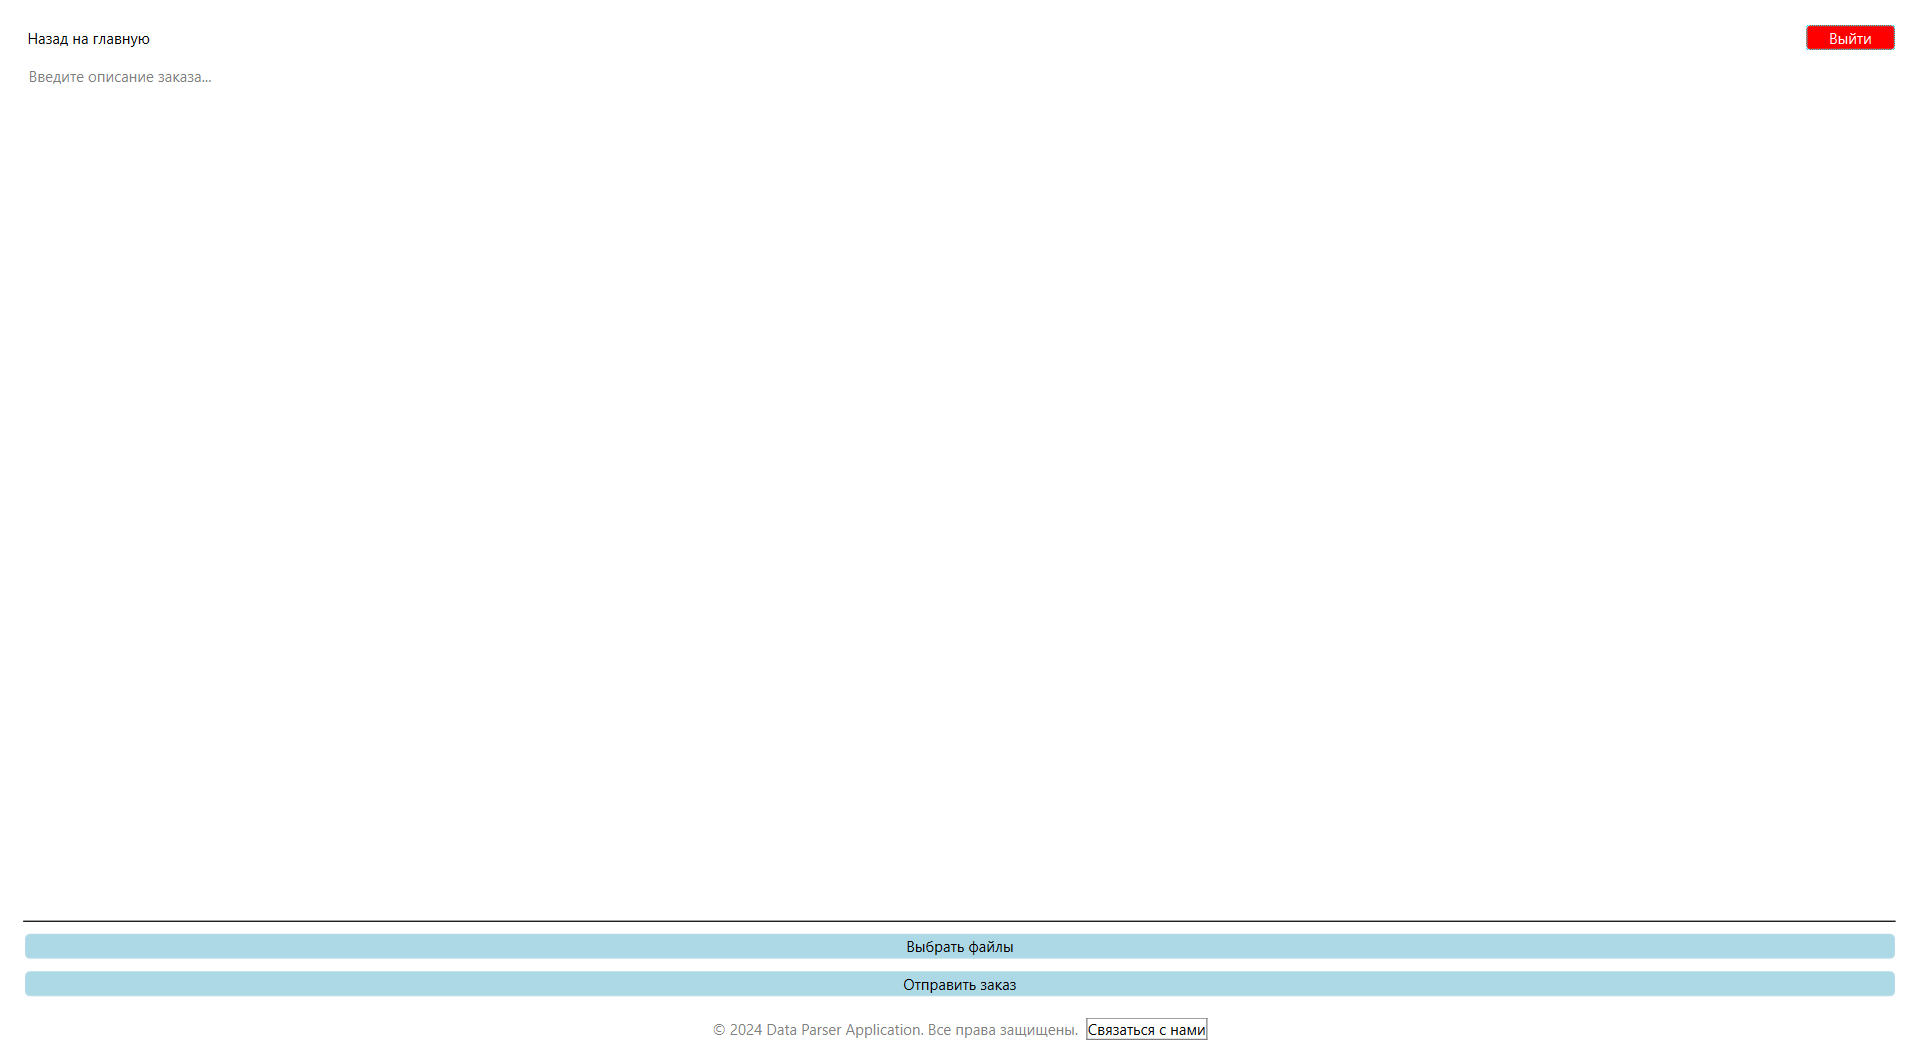 Назад на главную
Выйти
Введите описание заказа...
Выбрать файлы
Отправить заказ
© 2024 Data Parser Application. Все права защищены. Связаться с нами